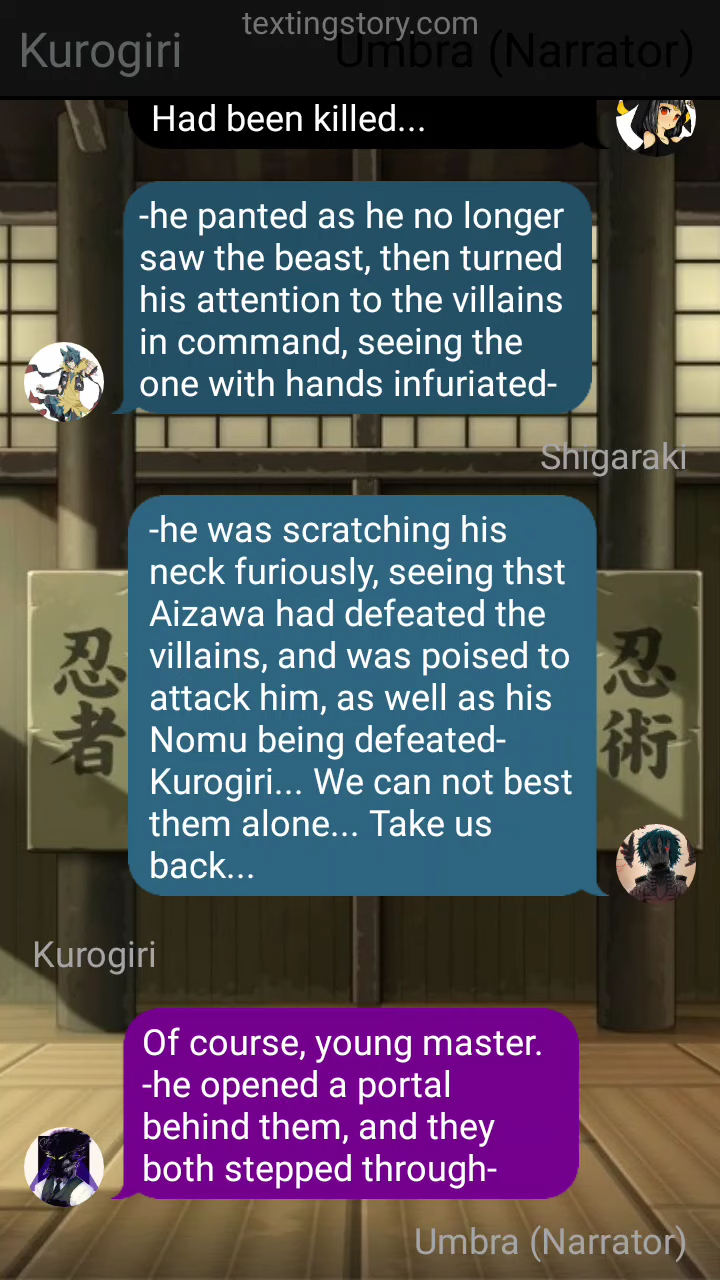 textingstory.com
Kurogiri
Umbra (Narrator)
Had been killed...
-he panted as he no longer
saw the beast, then turned
his attention to the villains
in command, seeing the
one with hands infuriated-
Shigaraki
-he was scratching his
neck furiously, seeing thst
Aizawa had defeated the
villains, and was poised to
attack him, as well as his
Nomu being defeated-
Kurogiri... We can not best
them alone... Take us
back...
忍者
忍術
Kurogiri
Of course, young master.
-he opened a portal
behind them, and they
both stepped through-
Umbra (Narrator)